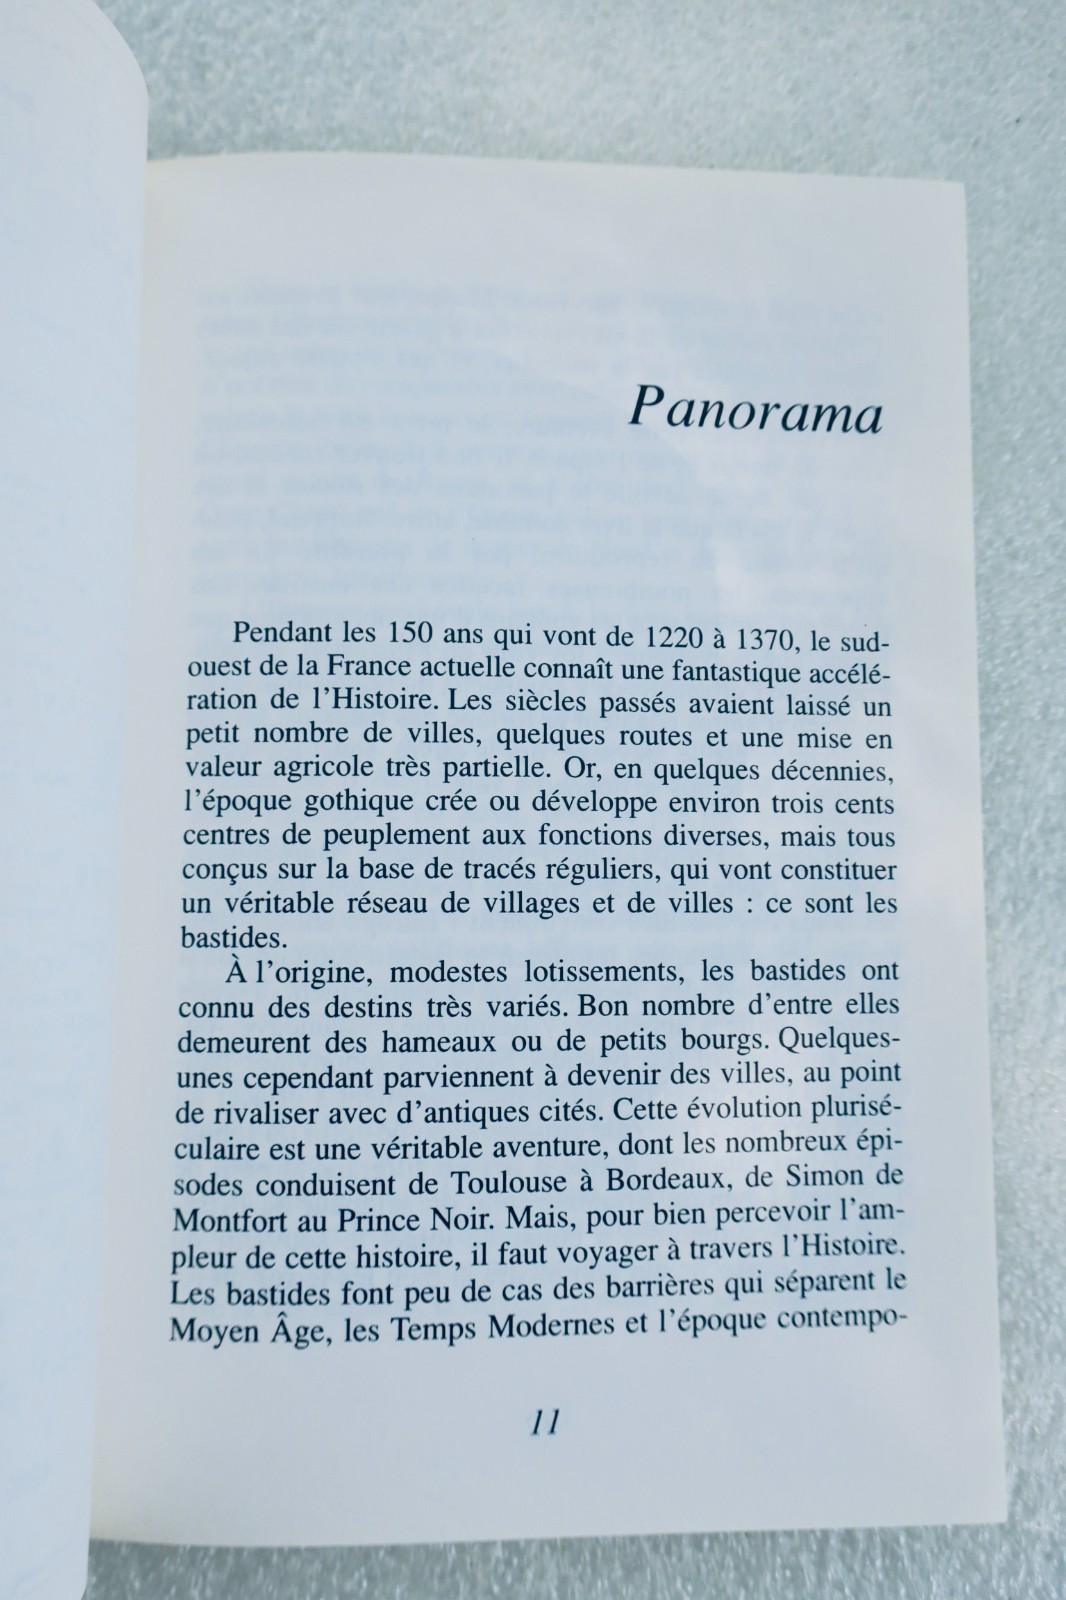 Panorama
Pendant les 150 ans qui vont de 1220 à 1370, le sud-
ouest de la France actuelle connaît une fantastique accélé-
ration de l'Histoire. Les siècles passés avaient laissé un
petit nombre de villes, quelques routes et une mise en
valeur agricole très partielle. Or, en quelques décennies,
l'époque gothique crée ou développe environ trois cents
centres de peuplement aux fonctions diverses, mais tous
conçus sur la base de tracés réguliers, qui vont constituer
un véritable réseau de villages et de villes : ce sont les
bastides.
À l'origine, modestes lotissements, les bastides ont
connu des destins très variés. Bon nombre d'entre elles
demeurent des hameaux ou de petits bourgs. Quelques-
unes cependant parviennent à devenir des villes, au point
de rivaliser avec d'antiques cités. Cette évolution plurisé-
culaire est une véritable aventure, dont les nombreux épi-
sodes conduisent de Toulouse à Bordeaux, de Simon de
Montfort au Prince Noir. Mais, pour bien percevoir l'am-
pleur de cette histoire, il faut voyager à travers l'Histoire.
Les bastides font peu de cas des barrières qui séparent le
Moyen Âge, les Temps Modernes et l'époque contempo-
11